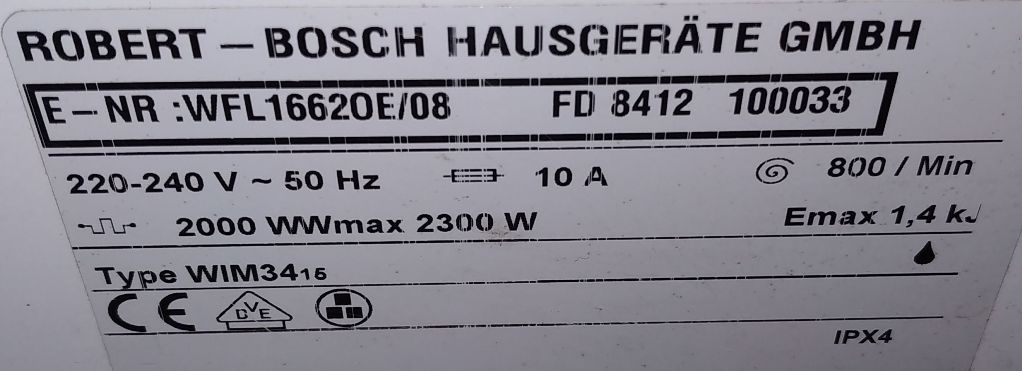 ROBERT – BOSCH HAUSGERÄTE GMBH
E – NR :WFL1662OE/08 FD 8412 100033
220-240 V ~ 50 Hz 10 A 800 / Min
2000 WWmax 2300 W Emax 1,4 kJ
Type WIM3415
CE DVE
IPX4